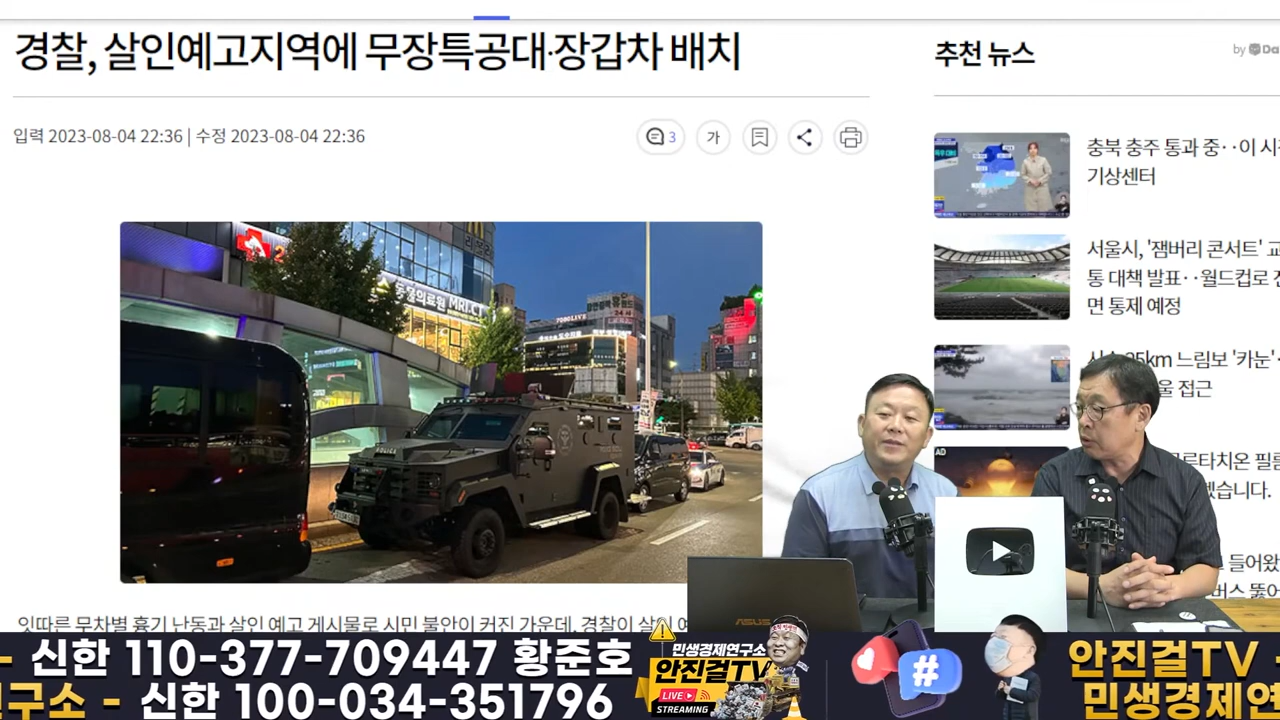 경찰, 살인예고지역에 무장특공대·장갑차 배치
입력 2023-08-04 22:36 | 수정 2023-08-04 22:36
3
가
추천 뉴스
by
충북 충주 통과 중‥이 시
기상센터
서울시, '잼버리 콘서트' 교
통 대책 발표‥월드컵로 전
면 통제 예정
35km 느림보 '카눈'
접근
AD
들어왔
버스 뚫어
MRI.CT
POLICE
잇따른 무차별 흉기 난동과 살인 예고 게시물로 시민 불안이 커진 가운데, 경찰이 살인 예
ASUS
- 신한 110-377-709447 황준호
구소 - 신한 100-034-351796
민생경제연구소
안진걸TV
LIVE
STREAMING
#
안진걸TV -
민생경제연